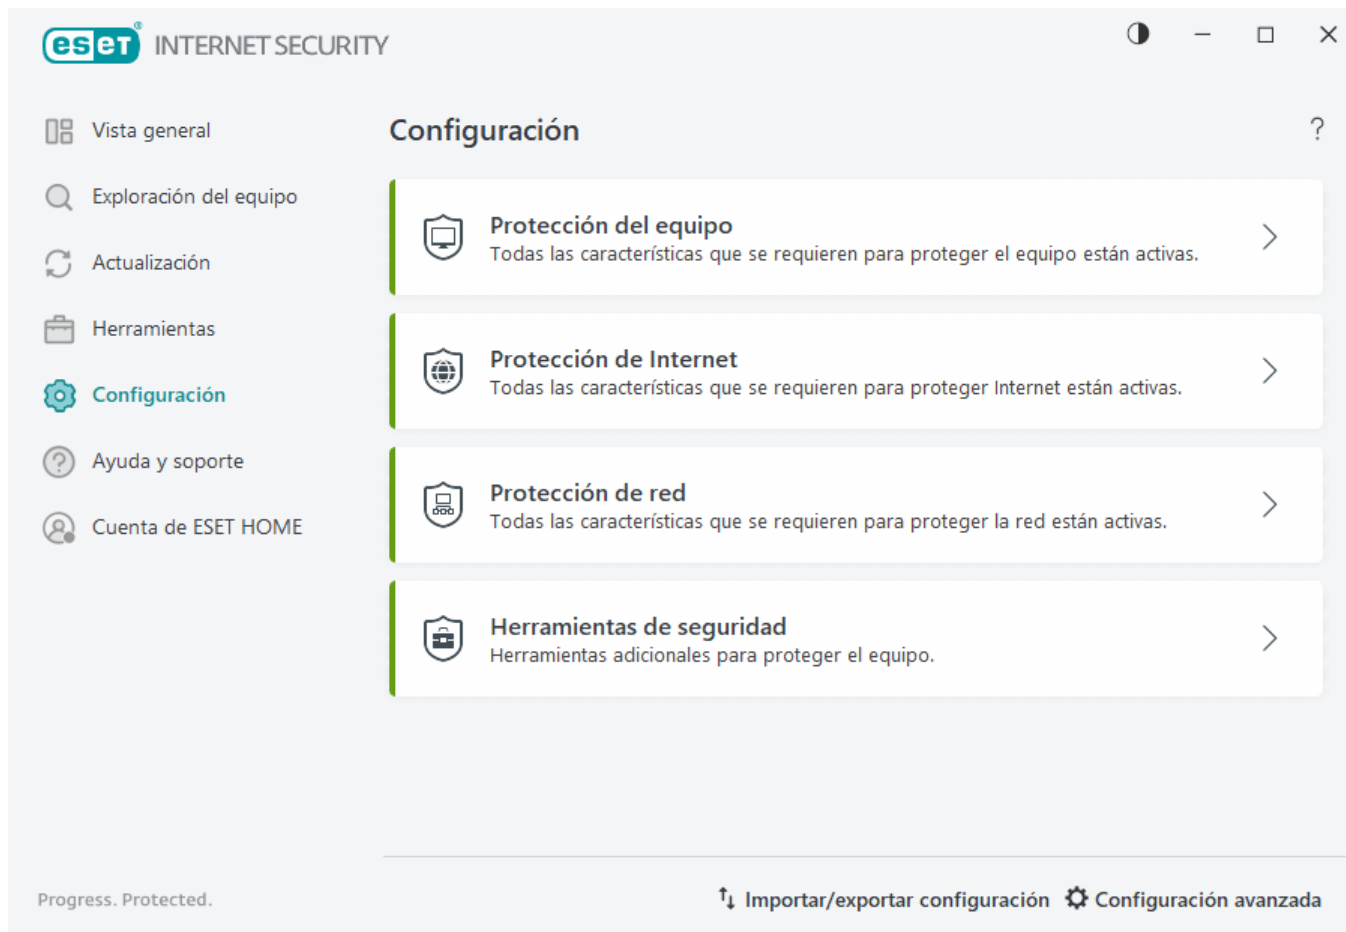 eset® INTERNET SECURITY
Vista general
Exploración del equipo
Actualización
Herramientas
Configuración
Ayuda y soporte
Cuenta de ESET HOME
Configuración
?
Protección del equipo
Todas las características que se requieren para proteger el equipo están activas.
Protección de Internet
Todas las características que se requieren para proteger Internet están activas.
Protección de red
Todas las características que se requieren para proteger la red están activas.
Herramientas de seguridad
Herramientas adicionales para proteger el equipo.
Progress. Protected.
Importar/exportar configuración
Configuración avanzada